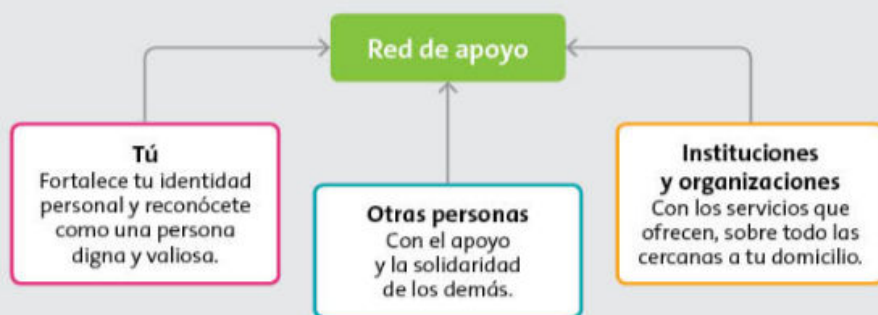 Red de apoyo
Tú
Fortalece tu identidad
personal y reconócete
como una persona
digna y valiosa.
Otras personas
Con el apoyo
y la solidaridad
de los demás.
Instituciones
y organizaciones
Con los servicios que
ofrecen, sobre todo las
cercanas a tu domicilio.